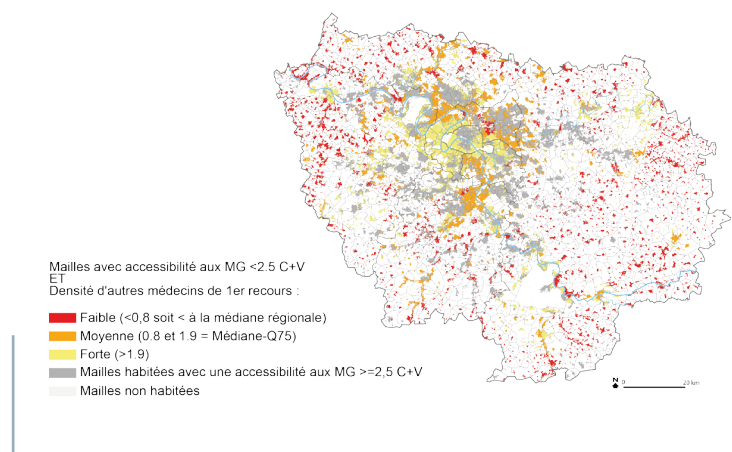 Mailles avec accessibilité aux MG <2.5 C+V
ET
Densité d'autres médecins de 1er recours :
Faible (<0,8 soit < à la médiane régionale)
Moyenne (0.8 et 1.9 = Médiane-Q75)
Forte (>1.9)
Mailles habitées avec une accessibilité aux MG >=2,5 C+V
Mailles non habitées
N
0 20 km